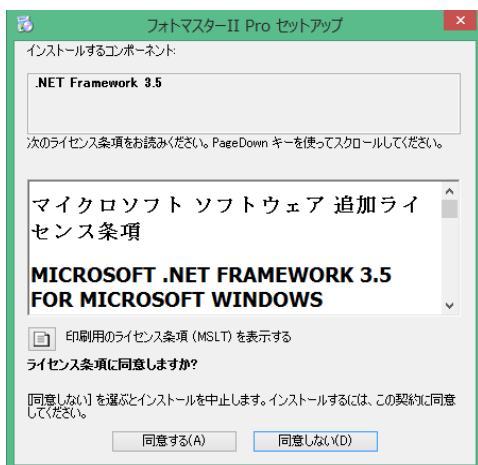 フォトマスターII Pro セットアップ
インストールするコンポーネント:
.NET Framework 3.5
次のライセンス条項をお読みください。PageDown キーを使ってスクロールしてください。
マイクロソフト ソフトウェア 追加ライ
センス条項
MICROSOFT .NET FRAMEWORK 3.5
FOR MICROSOFT WINDOWS
印刷用のライセンス条項 (MSLT) を表示する
ライセンス条項に同意しますか?
[同意しない] を選ぶとインストールを中止します。インストールするには、この契約に同意
してください。
同意する(A) 同意しない(D)